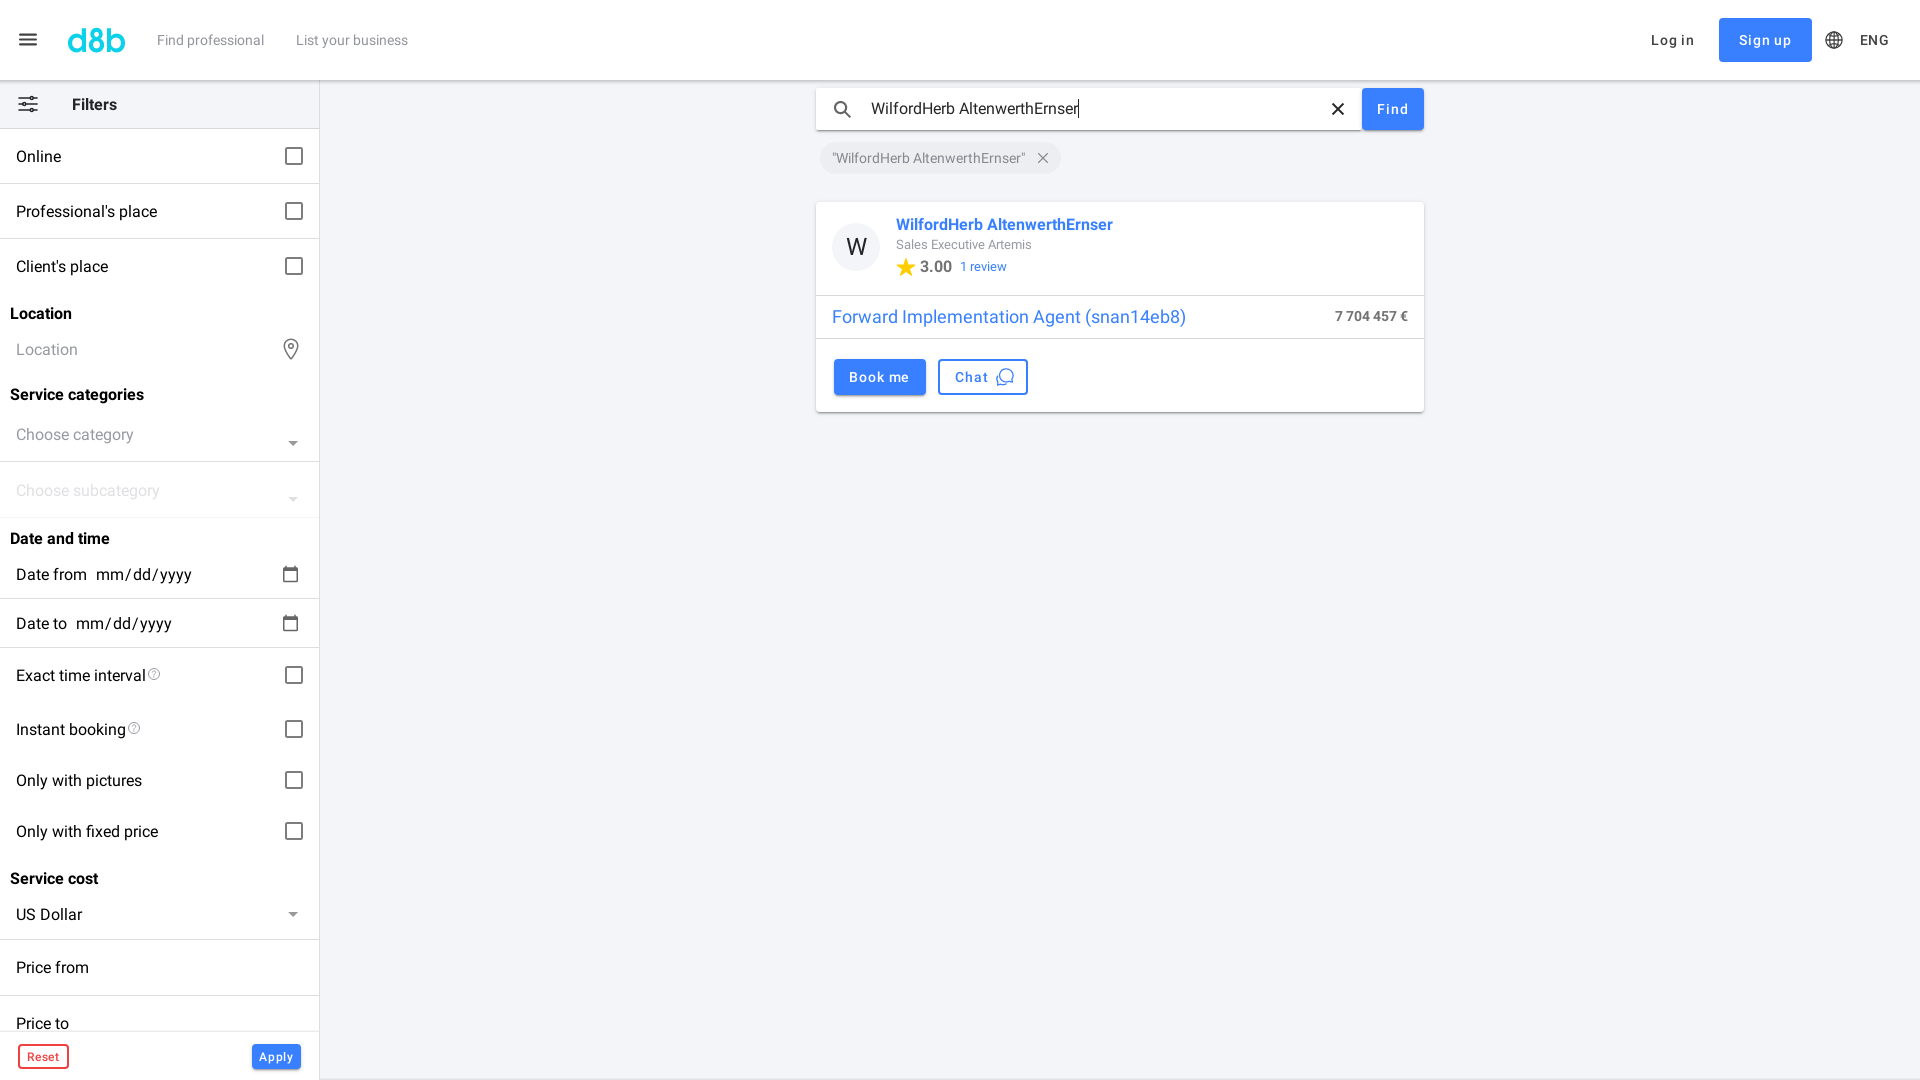 d8b
Find professional
List your business
Log in
Sign up
ENG
Filters
Online
Professional's place
Client's place
Location
Location
Service categories
Choose category
Choose subcategory
Date and time
Date from mm/dd/yyyy
Date to mm/dd/yyyy
Exact time interval
Instant booking
Only with pictures
Only with fixed price
Service cost
US Dollar
Price from
Price to
Reset
Apply
WilfordHerb AltenwerthErnser
Find
"WilfordHerb AltenwerthErnser"
W
WilfordHerb AltenwerthErnser
Sales Executive Artemis
3.00 1 review
Forward Implementation Agent (snan14eb8)
7 704 457 €
Book me
Chat